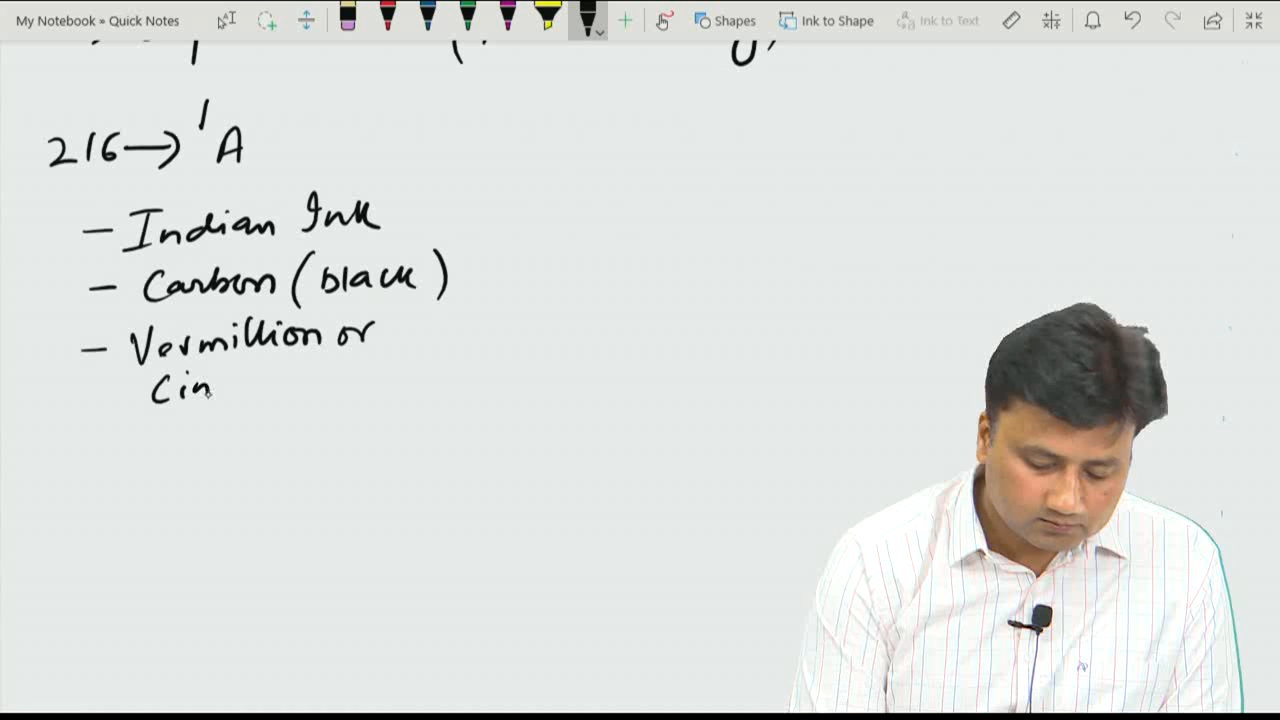 My Notebook » Quick Notes Shapes Ink to Shape Ink to Text
216 → 'A
– Indian Ink
– Carbon (black)
– Vermillion or
Cin